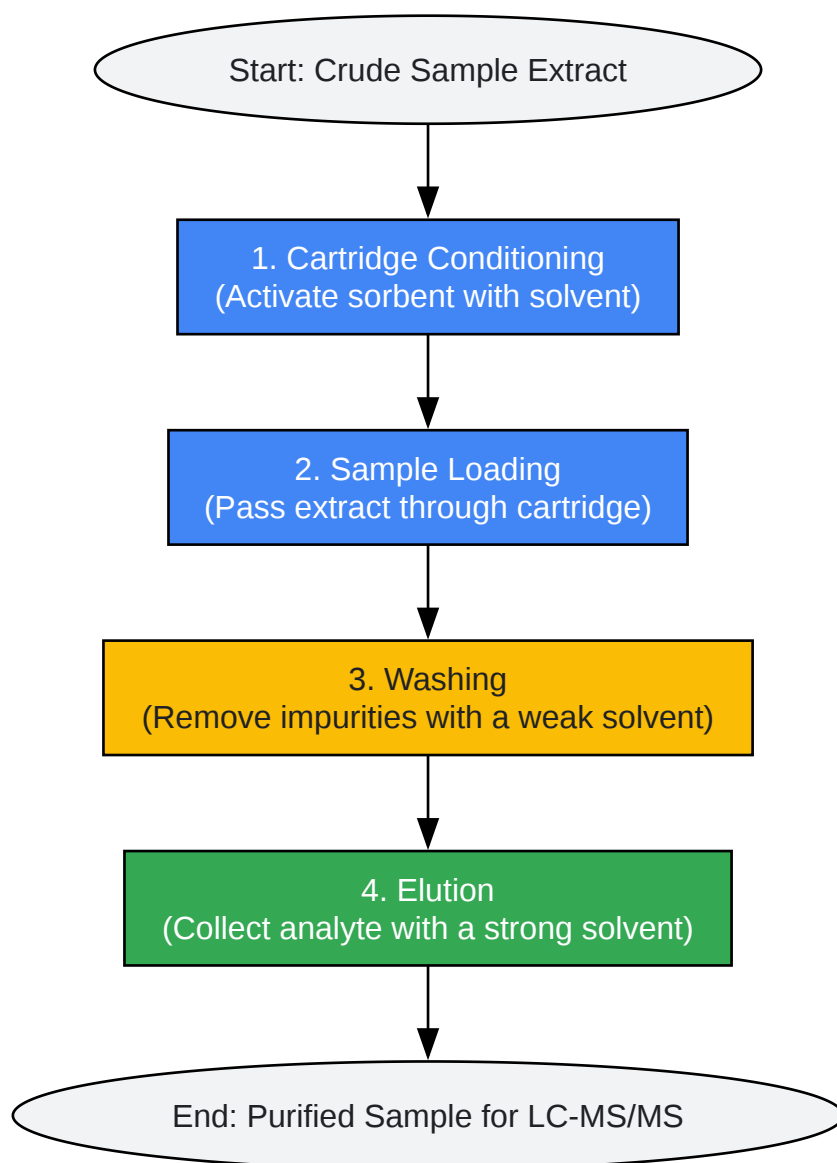 Start: Crude Sample Extract
1. Cartridge Conditioning
(Activate sorbent with solvent)
2. Sample Loading
(Pass extract through cartridge)
3. Washing
(Remove impurities with a weak solvent)
4. Elution
(Collect analyte with a strong solvent)
End: Purified Sample for LC-MS/MS